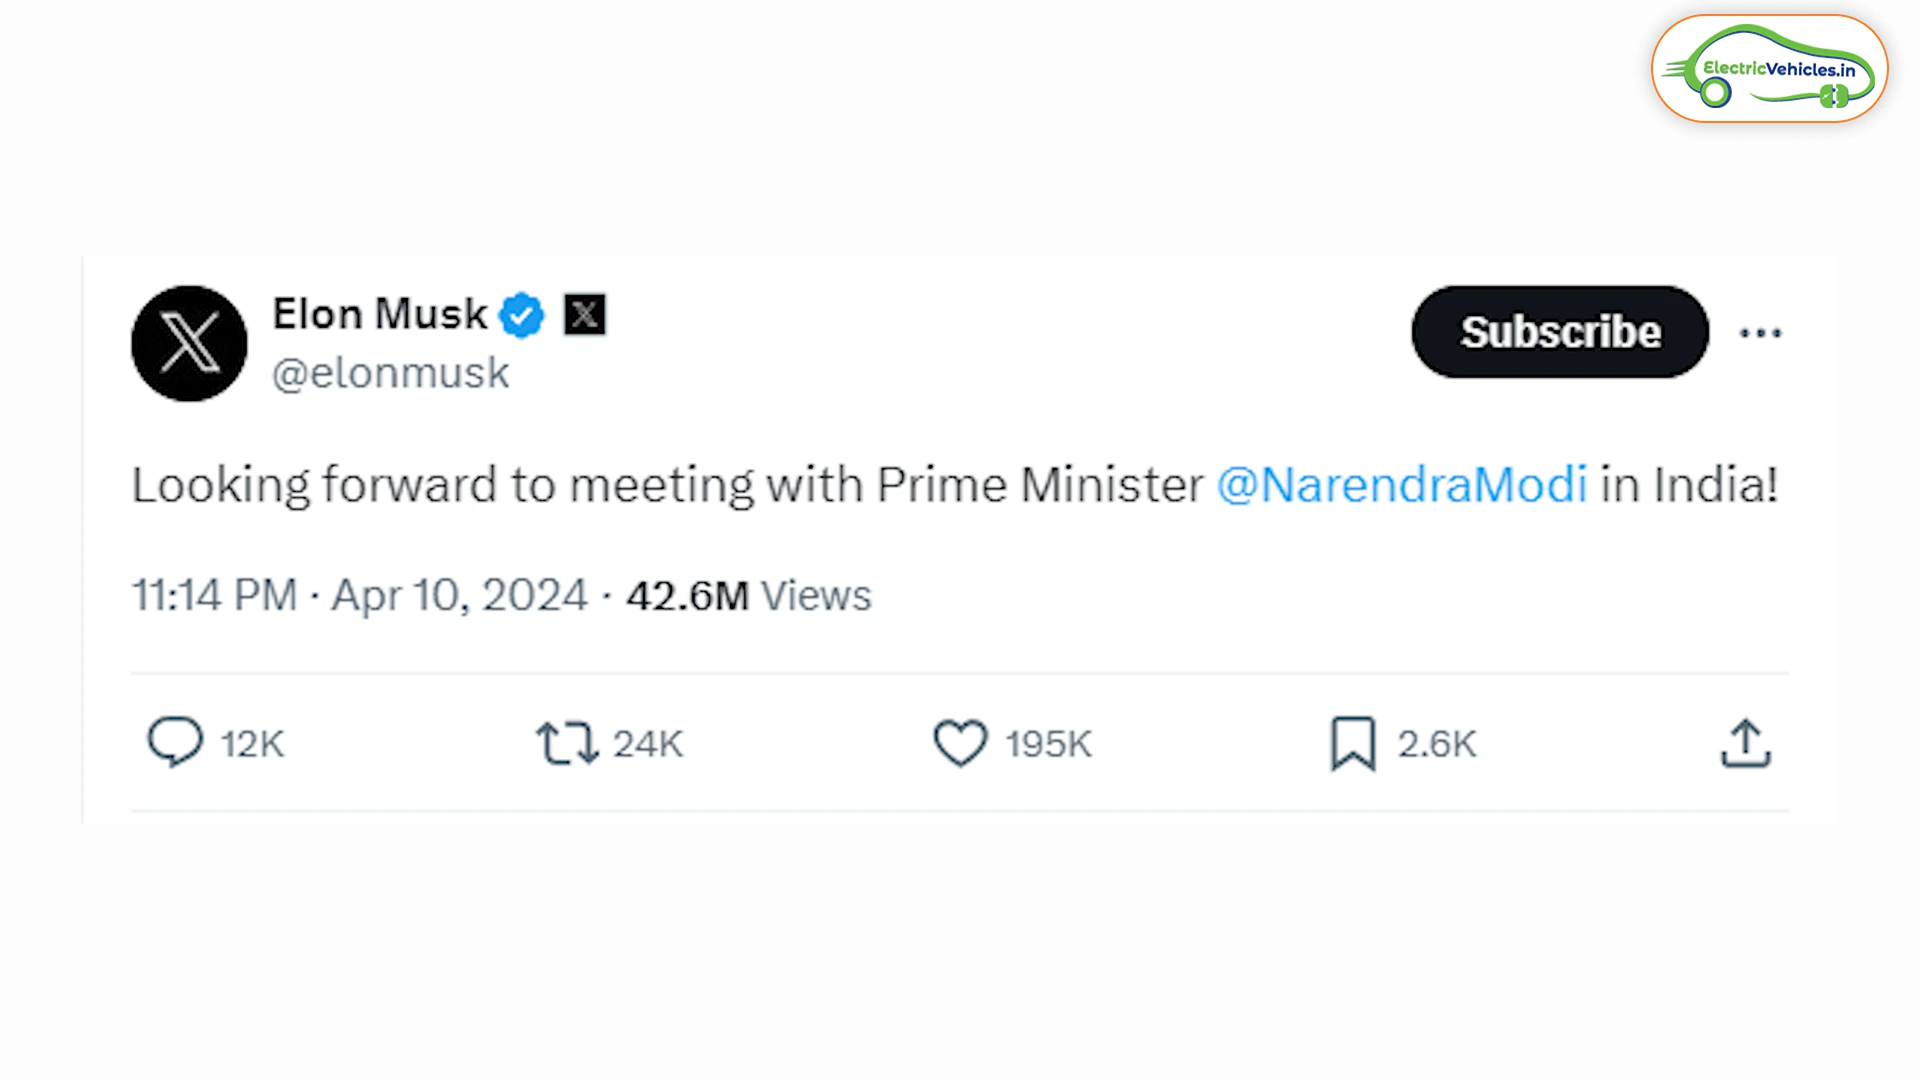 ElectricVehicles.in
Elon Musk
@elonmusk
Subscribe
Looking forward to meeting with Prime Minister @NarendraModi in India!
11:14 PM · Apr 10, 2024 · 42.6M Views
12K 24K 195K 2.6K